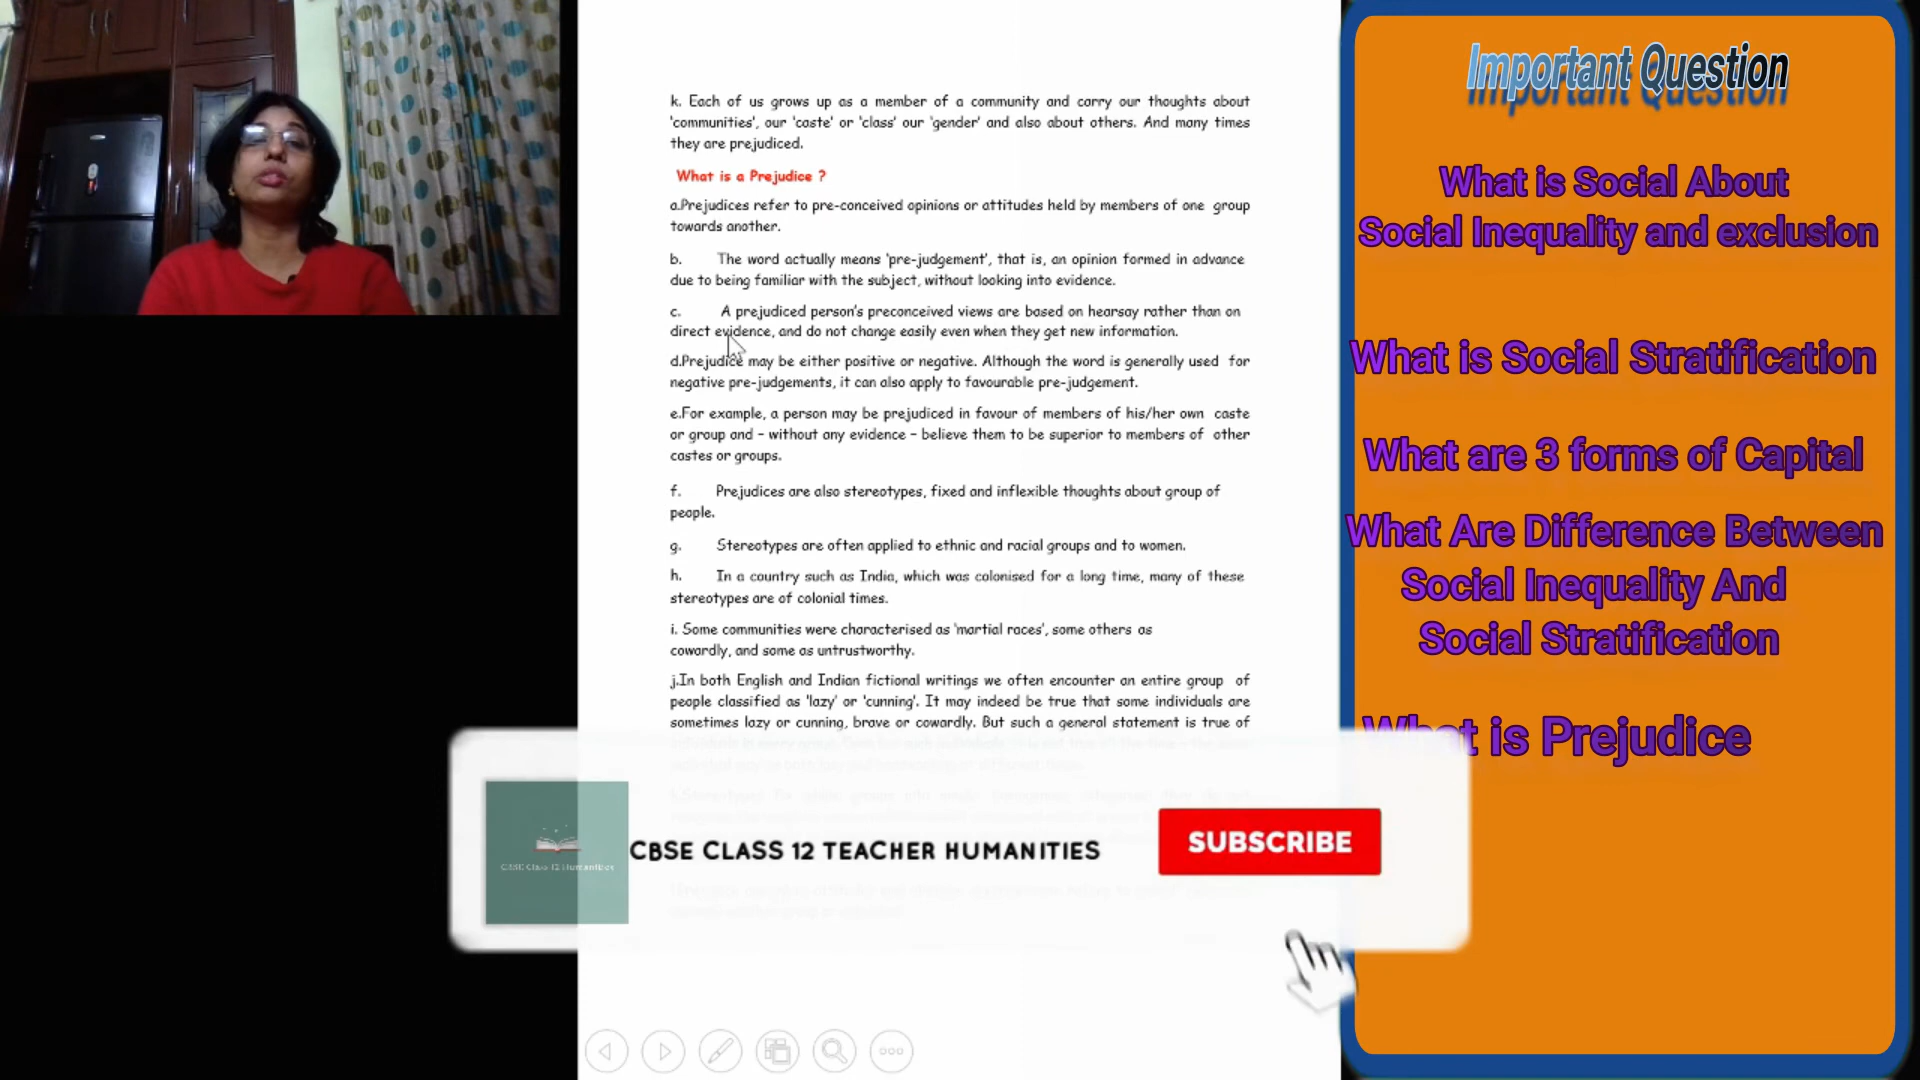 k. Each of us grows up as a member of a community and carry our thoughts about
'communities', our 'caste' or 'class' our 'gender' and also about others. And many times
they are prejudiced.
What is a Prejudice ?
a.Prejudices refer to pre-conceived opinions or attitudes held by members of one group
towards another.
b. The word actually means 'pre-judgement', that is, an opinion formed in advance
due to being familiar with the subject, without looking into evidence.
c. A prejudiced person's preconceived views are based on hearsay rather than on
direct evidence, and do not change easily even when they get new information.
d.Prejudice may be either positive or negative. Although the word is generally used for
negative pre-judgements, it can also apply to favourable pre-judgement.
e.For example, a person may be prejudiced in favour of members of his/her own caste
or group and – without any evidence – believe them to be superior to members of other
castes or groups.
f. Prejudices are also stereotypes, fixed and inflexible thoughts about group of
people.
g. Stereotypes are often applied to ethnic and racial groups and to women.
h. In a country such as India, which was colonised for a long time, many of these
stereotypes are of colonial times.
i. Some communities were characterised as 'martial races', some others as
cowardly, and some as untrustworthy.
j.In both English and Indian fictional writings we often encounter an entire group of
people classified as 'lazy' or 'cunning'. It may indeed be true that some individuals are
sometimes lazy or cunning, brave or cowardly. But such a general statement is true of
CBSE Class 12 Humanities
CBSE CLASS 12 TEACHER HUMANITIES
SUBSCRIBE
Important Question
What is Social About
Social Inequality and exclusion
What is Social Stratification
What are 3 forms of Capital
What Are Difference Between
Social Inequality And
Social Stratification
What is Prejudice